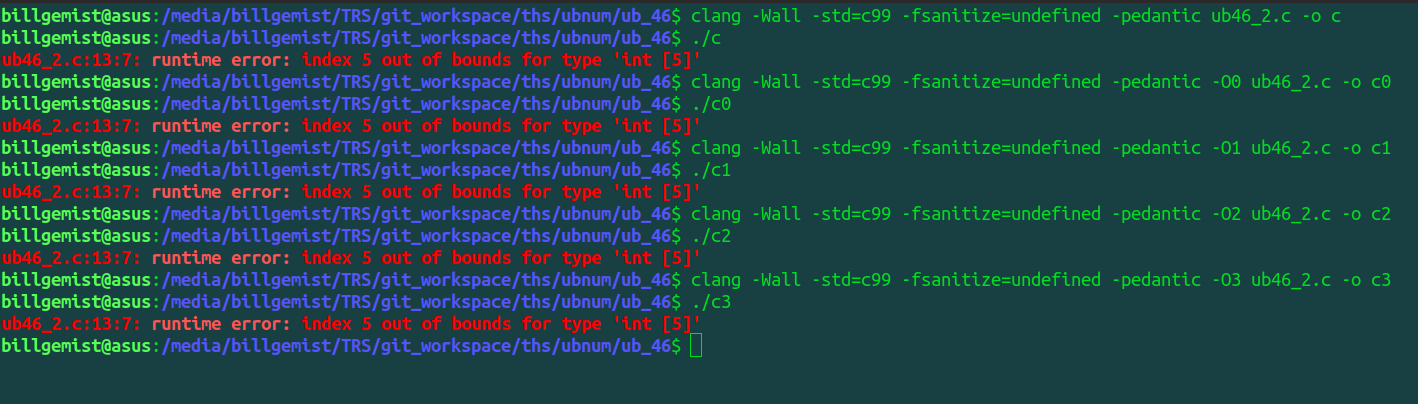 billgemist@asus:/media/billgemist/TRS/git_workspace/ths/ubnum/ub_46$ clang -Wall -std=c99 -fsanitize=undefined -pedantic ub46_2.c -o c
billgemist@asus:/media/billgemist/TRS/git_workspace/ths/ubnum/ub_46$ ./c
ub46_2.c:13:7: runtime error: index 5 out of bounds for type 'int [5]'
billgemist@asus:/media/billgemist/TRS/git_workspace/ths/ubnum/ub_46$ clang -Wall -std=c99 -fsanitize=undefined -pedantic -O0 ub46_2.c -o c0
billgemist@asus:/media/billgemist/TRS/git_workspace/ths/ubnum/ub_46$ ./c0
ub46_2.c:13:7: runtime error: index 5 out of bounds for type 'int [5]'
billgemist@asus:/media/billgemist/TRS/git_workspace/ths/ubnum/ub_46$ clang -Wall -std=c99 -fsanitize=undefined -pedantic -O1 ub46_2.c -o c1
billgemist@asus:/media/billgemist/TRS/git_workspace/ths/ubnum/ub_46$ ./c1
ub46_2.c:13:7: runtime error: index 5 out of bounds for type 'int [5]'
billgemist@asus:/media/billgemist/TRS/git_workspace/ths/ubnum/ub_46$ clang -Wall -std=c99 -fsanitize=undefined -pedantic -O2 ub46_2.c -o c2
billgemist@asus:/media/billgemist/TRS/git_workspace/ths/ubnum/ub_46$ ./c2
ub46_2.c:13:7: runtime error: index 5 out of bounds for type 'int [5]'
billgemist@asus:/media/billgemist/TRS/git_workspace/ths/ubnum/ub_46$ clang -Wall -std=c99 -fsanitize=undefined -pedantic -O3 ub46_2.c -o c3
billgemist@asus:/media/billgemist/TRS/git_workspace/ths/ubnum/ub_46$ ./c3
ub46_2.c:13:7: runtime error: index 5 out of bounds for type 'int [5]'
billgemist@asus:/media/billgemist/TRS/git_workspace/ths/ubnum/ub_46$